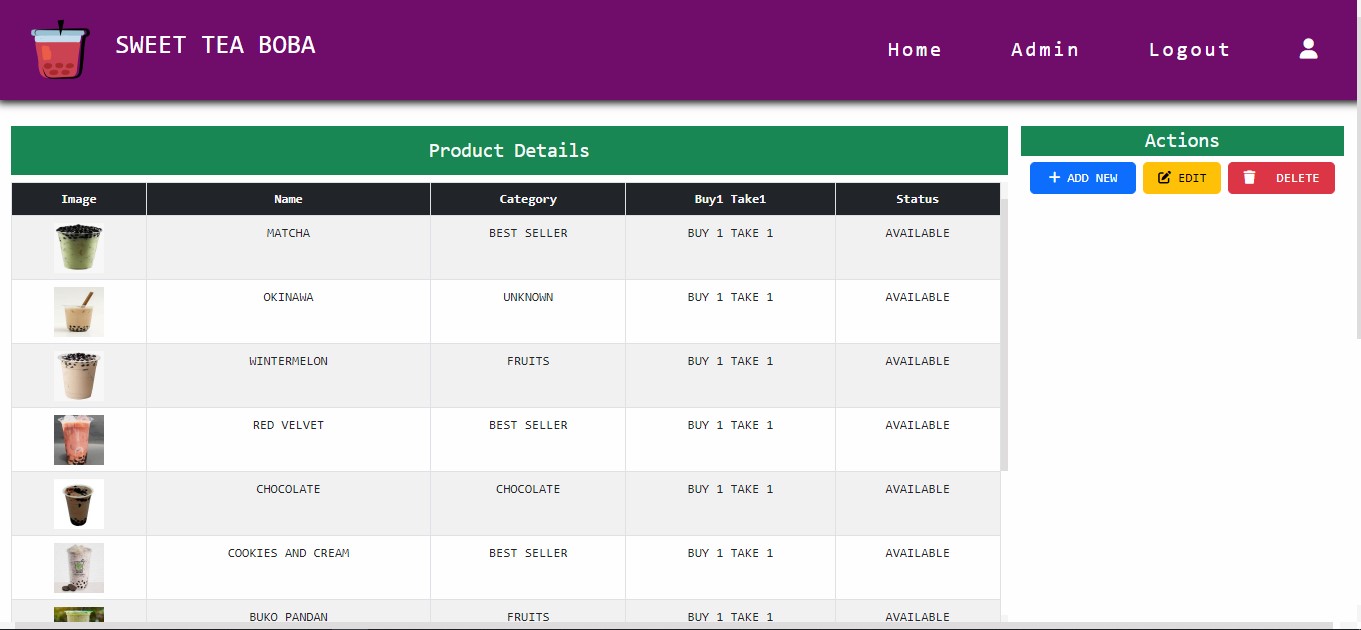 SWEET TEA BOBA
Home Admin Logout
Product Details
Image Name Category Buy1 Take1 Status
MATCHA BEST SELLER BUY 1 TAKE 1 AVAILABLE
OKINAWA UNKNOWN BUY 1 TAKE 1 AVAILABLE
WINTERMELON FRUITS BUY 1 TAKE 1 AVAILABLE
RED VELVET BEST SELLER BUY 1 TAKE 1 AVAILABLE
CHOCOLATE CHOCOLATE BUY 1 TAKE 1 AVAILABLE
COOKIES AND CREAM BEST SELLER BUY 1 TAKE 1 AVAILABLE
BUKO PANDAN FRUITS BUY 1 TAKE 1 AVAILABLE
Actions
ADD NEW EDIT DELETE